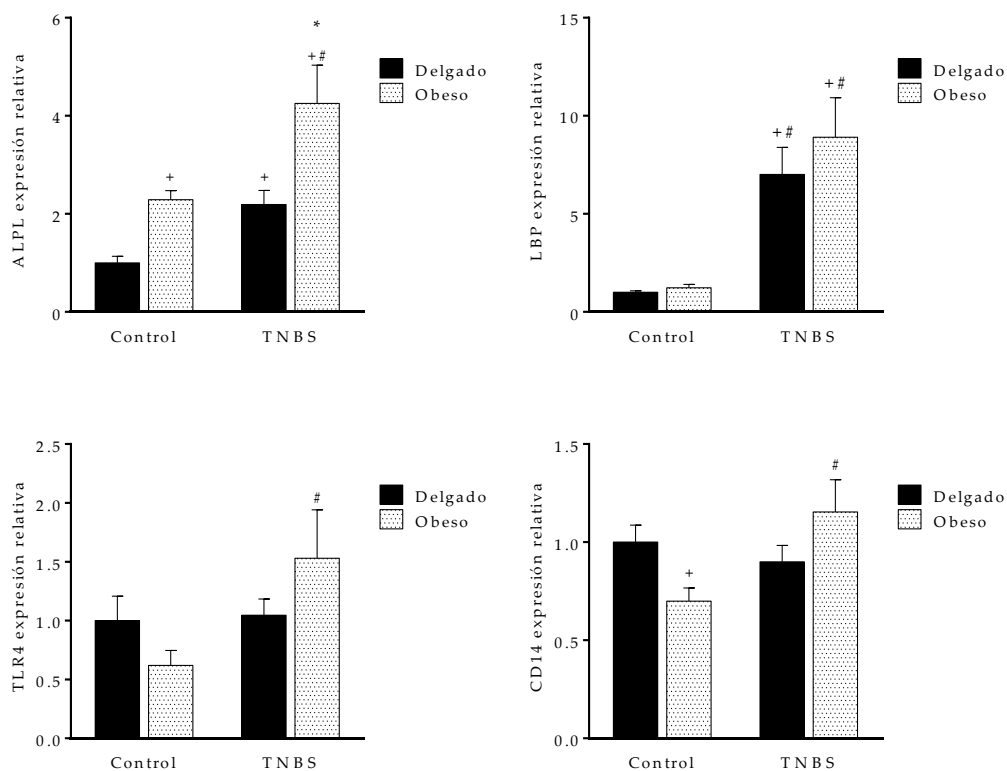 ALPL expresión relativa
6
4
2
0
*
+#
+
+
Control
TNBS
Delgado
Obeso
LBP expresión relativa
15
10
5
0
+#
+#
Control
TNBS
Delgado
Obeso
TLR4 expresión relativa
2.5
2.0
1.5
1.0
0.5
0.0
#
Control
TNBS
Delgado
Obeso
CD14 expresión relativa
1.5
1.0
0.5
0.0
+
#
Control
TNBS
Delgado
Obeso